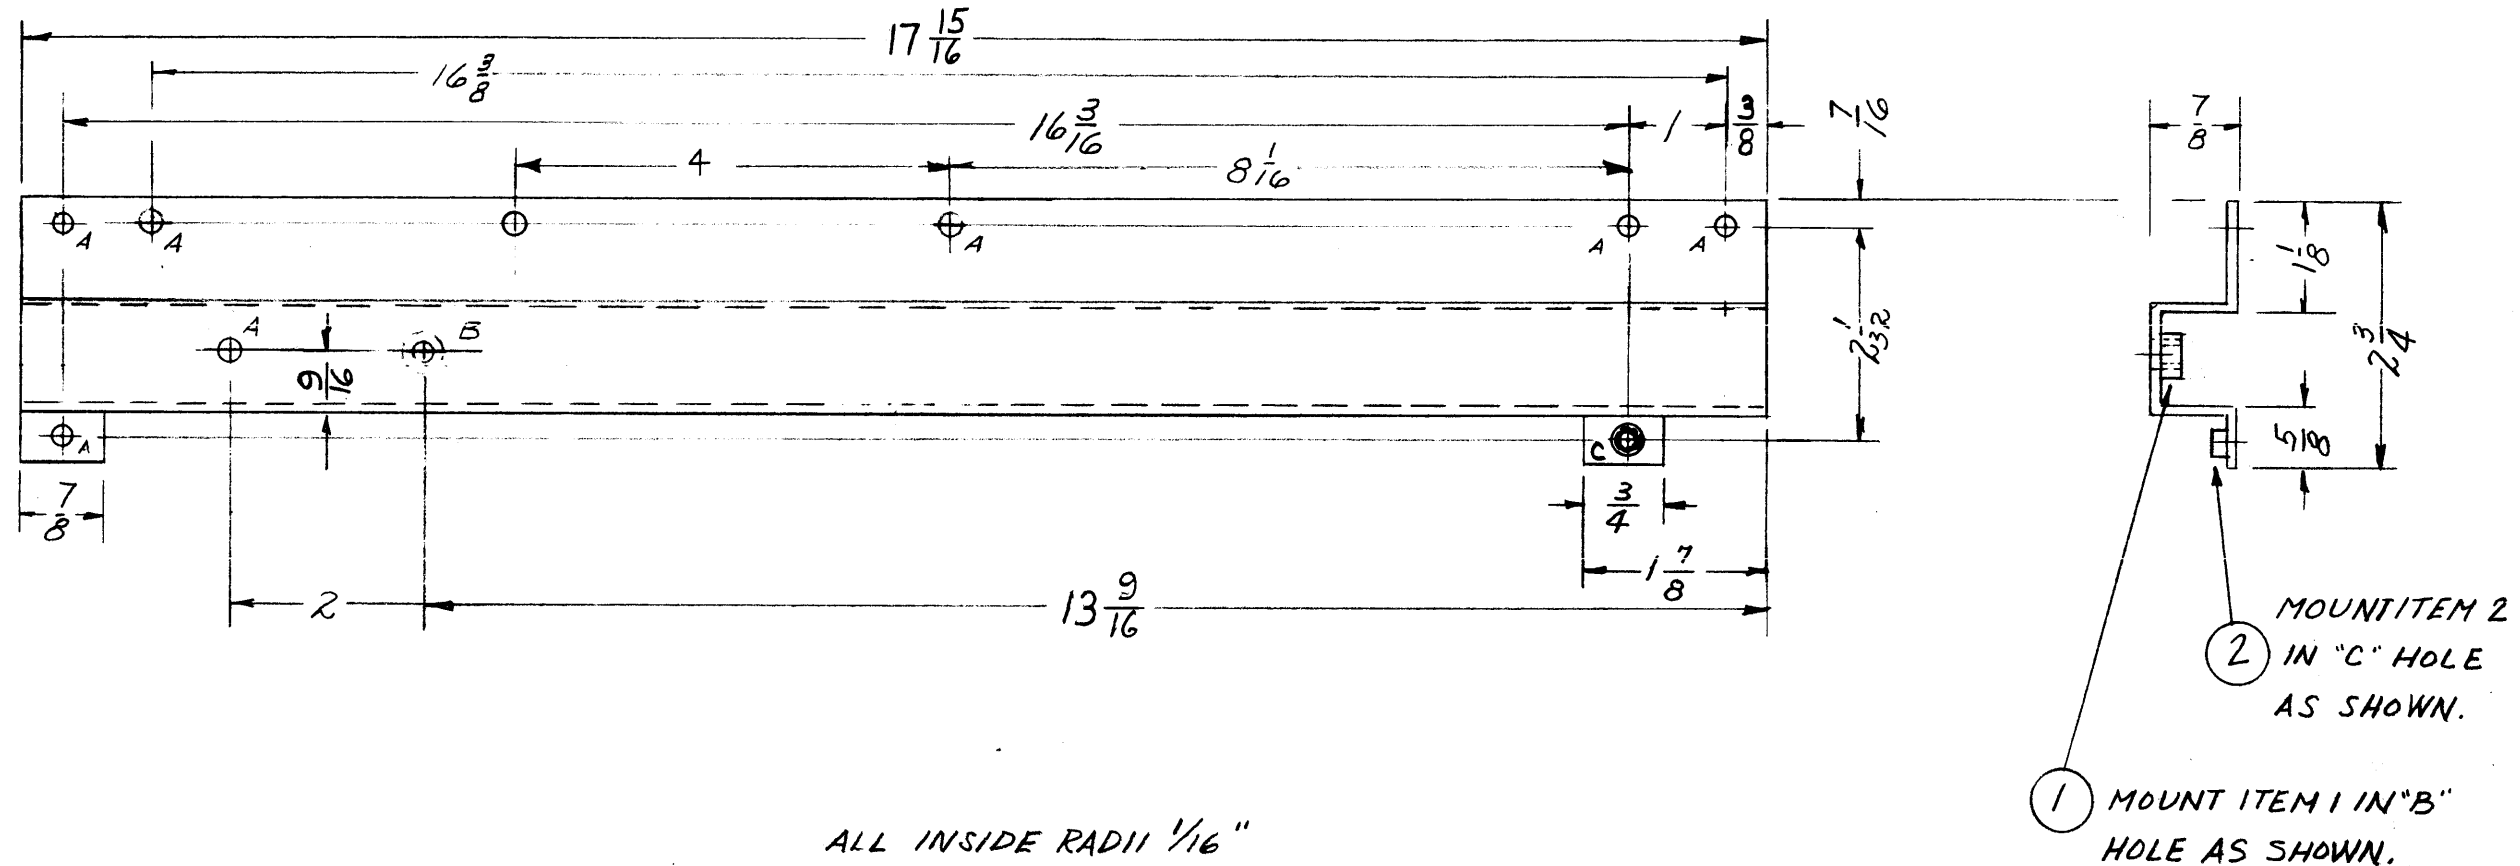 17 15/16
16 3/8
16 3/16
1
3/8
7/16
7/8
4
8 1/16
A
A
A
A
A
1 1/8
A
B
9/16
2 1/32
2 3/4
A
C
5/8
7/8
3/4
1 7/8
2
13 9/16
MOUNT ITEM 2
2 IN "C" HOLE
AS SHOWN.
1 MOUNT ITEM 1 IN "B"
HOLE AS SHOWN.
ALL INSIDE RADII 1/16"